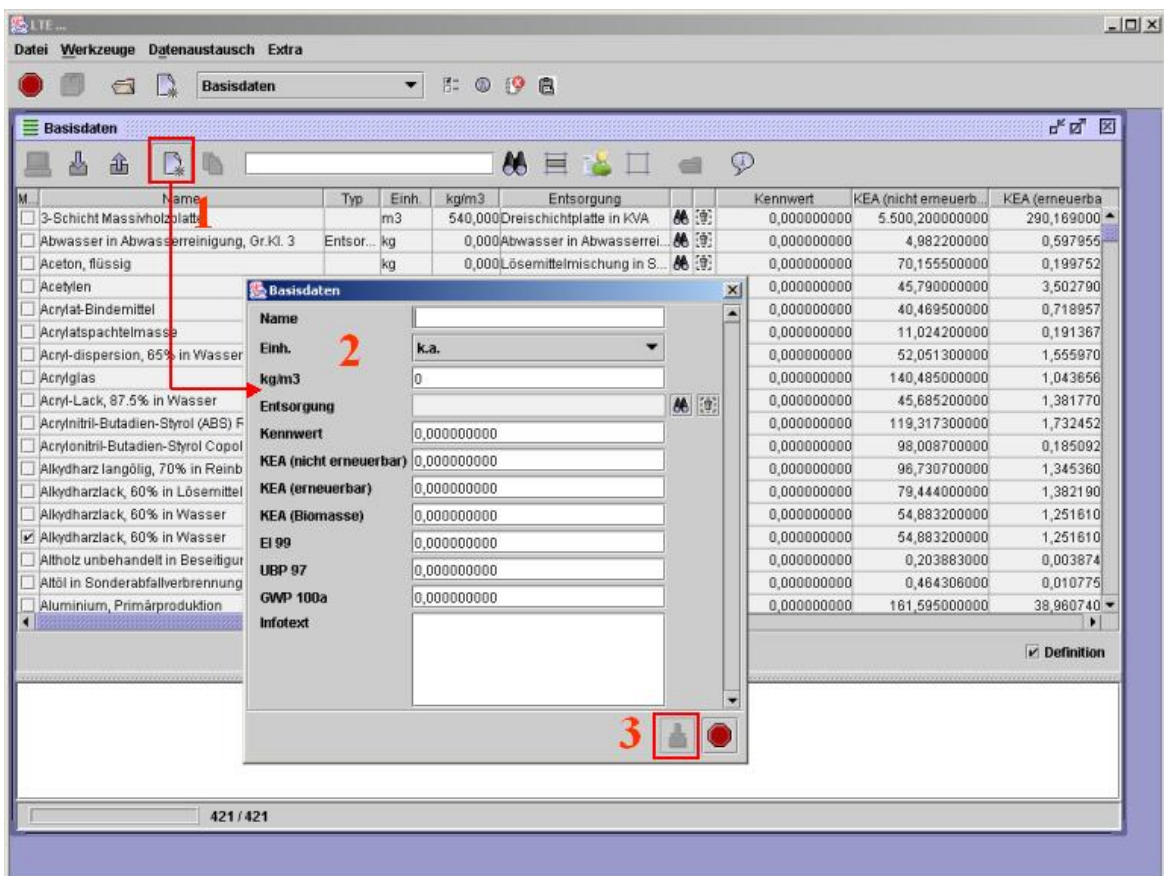 LTE ...
Datei Werkzeuge Datenaustausch Extra
Basisdaten
Basisdaten
1
M... Name Typ Einh. kg/m3 Entsorgung Kennwert KEA (nicht erneuerb... KEA (erneuerba
3-Schicht Massivholzplatte m3 540,000 Dreischichtplatte in KVA 0,000000000 5.500,200000000 290,169000
Abwasser in Abwasserreinigung, Gr.Kl. 3 Entsor... kg 0,000 Abwasser in Abwasserrei... 0,000000000 4,982200000 0,597955
Aceton, flüssig kg 0,000 Lösemittelmischung in S... 0,000000000 70,155500000 0,199752
Acetylen 0,000000000 45,790000000 3,502790
Acrylat-Bindemittel 0,000000000 40,469500000 0,718957
Acrylatspachtelmasse 0,000000000 11,024200000 0,191367
Acryl-dispersion, 65% in Wasser 0,000000000 52,051300000 1,555970
Acrylglas 0,000000000 140,485000000 1,043656
Acryl-Lack, 87.5% in Wasser 0,000000000 45,685200000 1,381770
Acrylnitril-Butadien-Styrol (ABS) F 0,000000000 119,317300000 1,732452
Acrylonitril-Butadien-Styrol Copol 0,000000000 98,008700000 0,185092
Alkydharz langölig, 70% in Reinb 0,000000000 96,730700000 1,345360
Alkydharzlack, 60% in Lösemittel 0,000000000 79,444000000 1,382190
Alkydharzlack, 60% in Wasser 0,000000000 54,883200000 1,251610
Alkydharzlack, 60% in Wasser 0,000000000 54,883200000 1,251610
Altholz unbehandelt in Beseitigur 0,000000000 0,203883000 0,003874
Altöl in Sonderabfallverbrennung 0,000000000 0,464306000 0,010775
Aluminium, Primärproduktion 0,000000000 161,595000000 38,960740
Basisdaten
Name
Einh. 2 k.a.
kg/m3 0
Entsorgung
Kennwert 0,000000000
KEA (nicht erneuerbar) 0,000000000
KEA (erneuerbar) 0,000000000
KEA (Biomasse) 0,000000000
EI 99 0,000000000
UBP 97 0,000000000
GWP 100a 0,000000000
Infotext
3
Definition
421 / 421